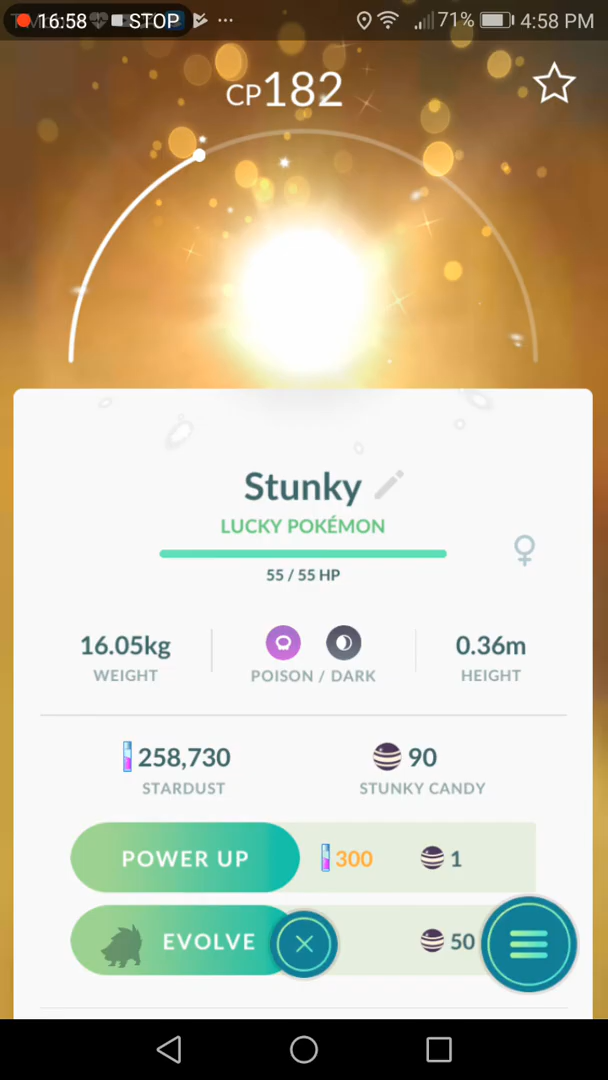 16:58 STOP ... 71% 4:58 PM
CP182
Stunky
LUCKY POKÉMON
55 / 55 HP
16.05kg
WEIGHT
POISON / DARK
0.36m
HEIGHT
258,730
STARDUST
90
STUNKY CANDY
POWER UP 300 1
EVOLVE 50